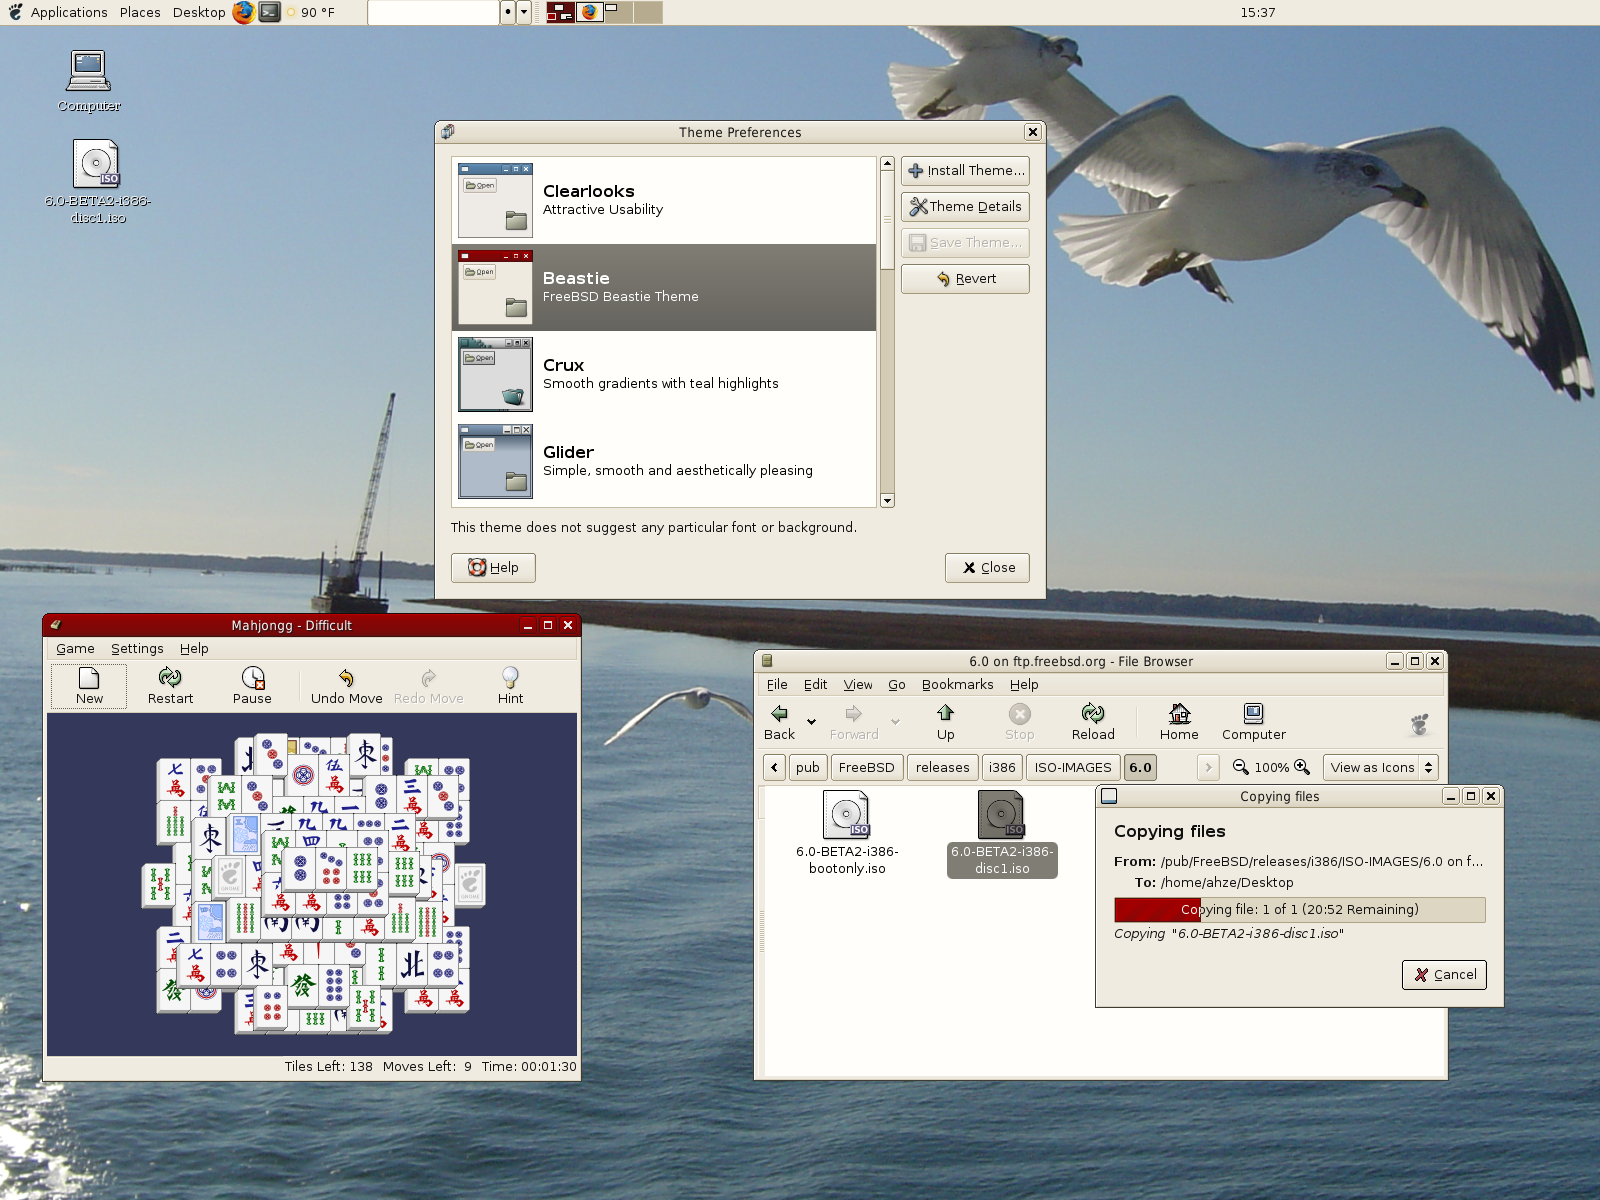 Applications Places Desktop 90 °F 15:37
Computer
ISO
6.0-BETA2-i386-
disc1.iso
Theme Preferences
Open
Clearlooks
Attractive Usability
Open
Beastie
FreeBSD Beastie Theme
Open
Crux
Smooth gradients with teal highlights
Open
Glider
Simple, smooth and aesthetically pleasing
Install Theme...
Theme Details
Save Theme...
Revert
This theme does not suggest any particular font or background.
Help
Close
Mahjongg - Difficult
Game Settings Help
New Restart Pause Undo Move Redo Move Hint
Tiles Left: 138 Moves Left: 9 Time: 00:01:30
6.0 on ftp.freebsd.org - File Browser
File Edit View Go Bookmarks Help
Back Forward Up Stop Reload Home Computer
pub FreeBSD releases i386 ISO-IMAGES 6.0 100% View as Icons
ISO
6.0-BETA2-i386-
bootonly.iso
ISO
6.0-BETA2-i386-
disc1.iso
Copying files
Copying files
From: /pub/FreeBSD/releases/i386/ISO-IMAGES/6.0 on f...
To: /home/ahze/Desktop
Copying file: 1 of 1 (20:52 Remaining)
Copying "6.0-BETA2-i386-disc1.iso"
Cancel